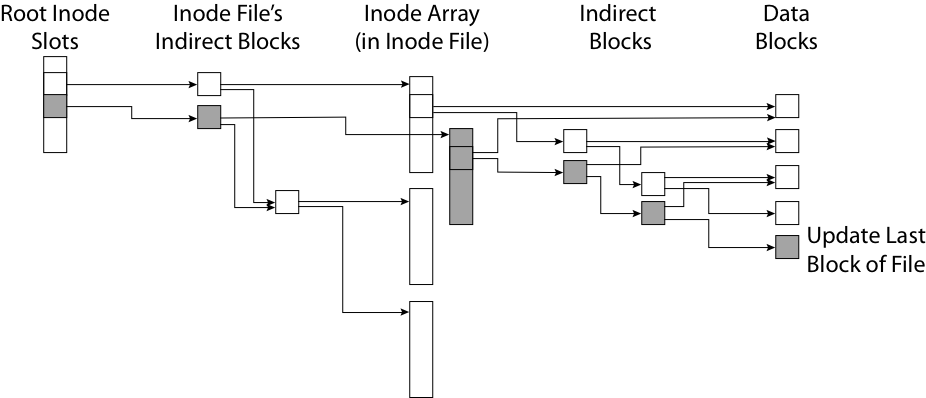 Root Inode
Slots
Inode File's
Indirect Blocks
Inode Array
(in Inode File)
Indirect
Blocks
Data
Blocks
Update Last
Block of File